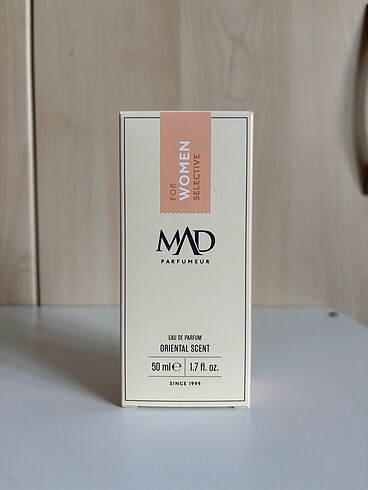 FOR
WOMEN
SELECTIVE
MAD
PARFUMEUR
EAU DE PARFUM
ORIENTAL SCENT
50 ml ℮ 1.7 fl. oz.
SINCE 1999